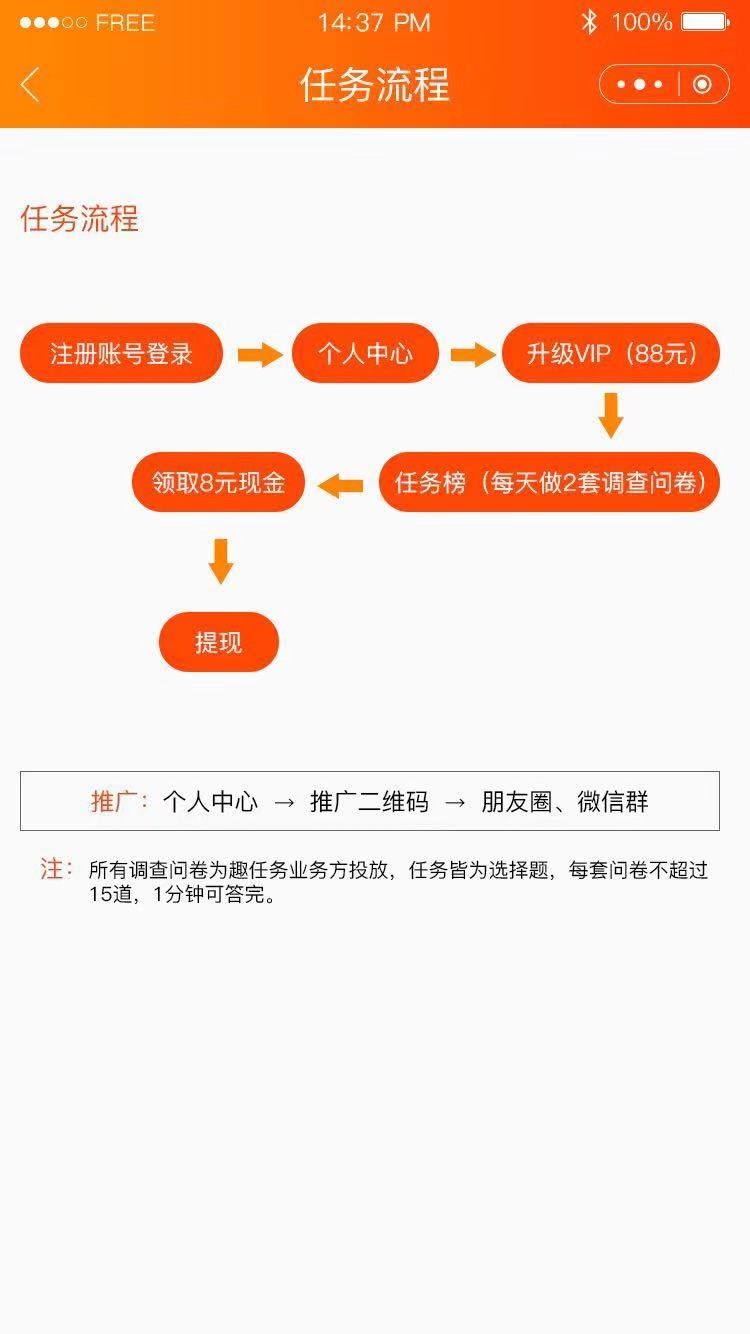 FREE 14:37 PM 100%
任务流程
任务流程
注册账号登录 个人中心 升级VIP（88元）
领取8元现金 任务榜（每天做2套调查问卷）
提现
推广：个人中心 → 推广二维码 → 朋友圈、微信群
注：所有调查问卷为趣任务业务方投放，任务皆为选择题，每套问卷不超过
15道，1分钟可答完。